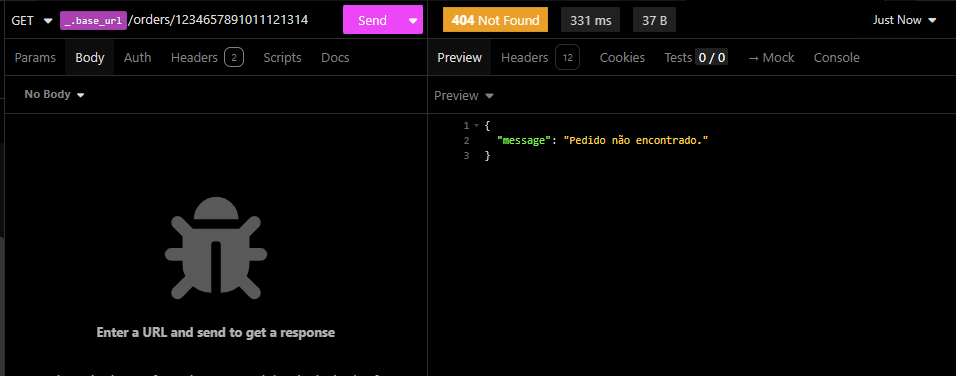 GET _.base_url/orders/1234657891011121314 Send 404 Not Found 331 ms 37 B Just Now
Params Body Auth Headers 2 Scripts Docs Preview Headers 12 Cookies Tests 0 / 0 → Mock Console
No Body Preview
1 {
2 "message": "Pedido não encontrado."
3 }
Enter a URL and send to get a response